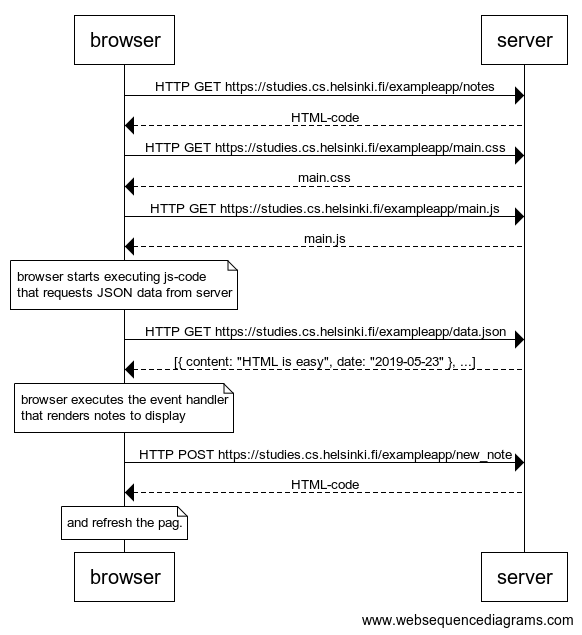 browser
server
HTTP GET https://studies.cs.helsinki.fi/exampleapp/notes
HTML-code
HTTP GET https://studies.cs.helsinki.fi/exampleapp/main.css
main.css
HTTP GET https://studies.cs.helsinki.fi/exampleapp/main.js
main.js
browser starts executing js-code
that requests JSON data from server
HTTP GET https://studies.cs.helsinki.fi/exampleapp/data.json
[{ content: "HTML is easy", date: "2019-05-23" }, ...]
browser executes the event handler
that renders notes to display
HTTP POST https://studies.cs.helsinki.fi/exampleapp/new_note
HTML-code
and refresh the pag.
browser
server
www.websequencediagrams.com